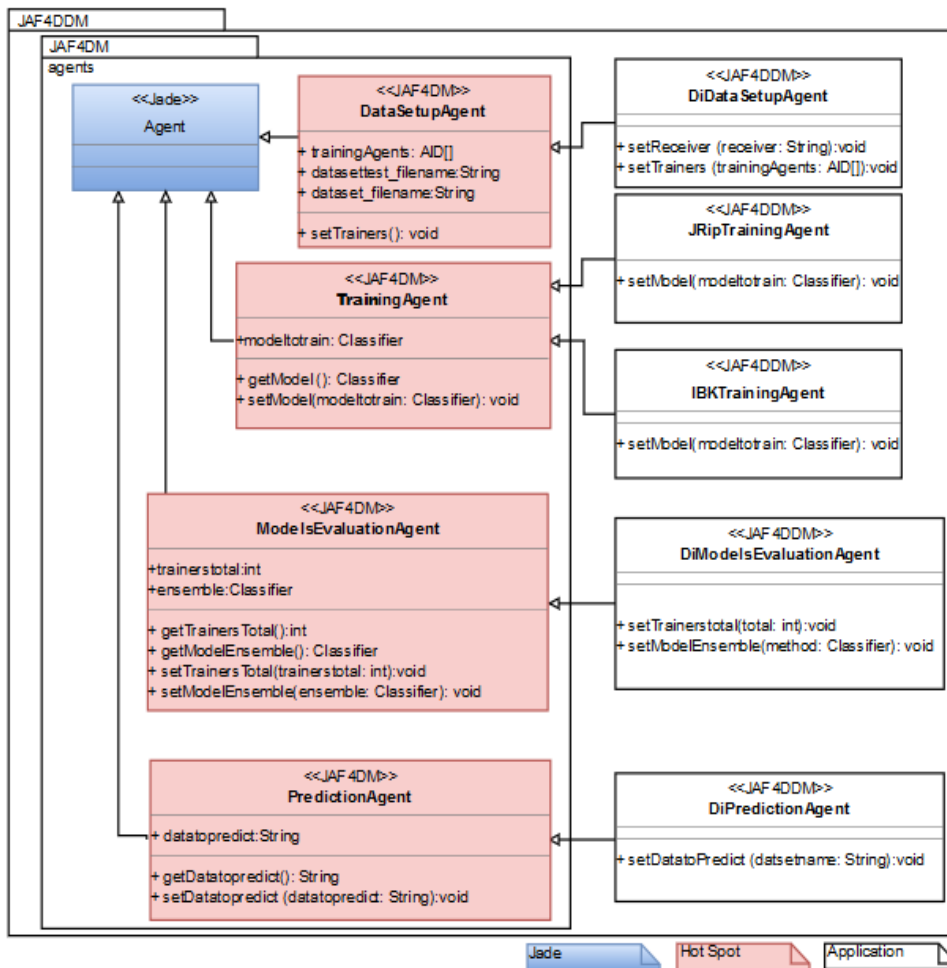 JAF4DDM
JAF4DM
agents
<<Jade>>
Agent
<<JAF4DM>>
DataSetupAgent
+ trainingAgents: AID[]
+ datasettest_filename:String
+ dataset_filename:String
+ setTrainers(): void
<<JAF4DDM>>
DiDataSetupAgent
+ setReceiver (receiver: String):void
+ setTrainers (trainingAgents: AID[]):void
<<JAF4DM>>
TrainingAgent
+modeltotrain: Classifier
+ getModel (): Classifier
+ setModel(modeltotrain: Classifier): void
<<JAF4DDM>>
JRipTrainingAgent
+ setModel(modeltotrain: Classifier): void
<<JAF4DDM>>
IBKTrainingAgent
+ setModel(modeltotrain: Classifier): void
<<JAF4DM>>
ModelsEvaluationAgent
+trainerstotal:int
+ensemble:Classifier
+ getTrainersTotal():int
+ getModelEnsemble(): Classifier
+ setTrainersTotal(trainerstotal: int):void
+ setModelEnsemble(ensemble: Classifier): void
<<JAF4DDM>>
DiModelsEvaluationAgent
+ setTrainerstotal(total: int):void
+ setModelEnsemble(method: Classifier): void
<<JAF4DM>>
PredictionAgent
+ datatopredict:String
+ getDatatopredict(): String
+ setDatatopredict (datatopredict: String):void
<<JAF4DDM>>
DiPredictionAgent
+ setDatatoPredict (datsetname: String):void
Jade
Hot Spot
Application